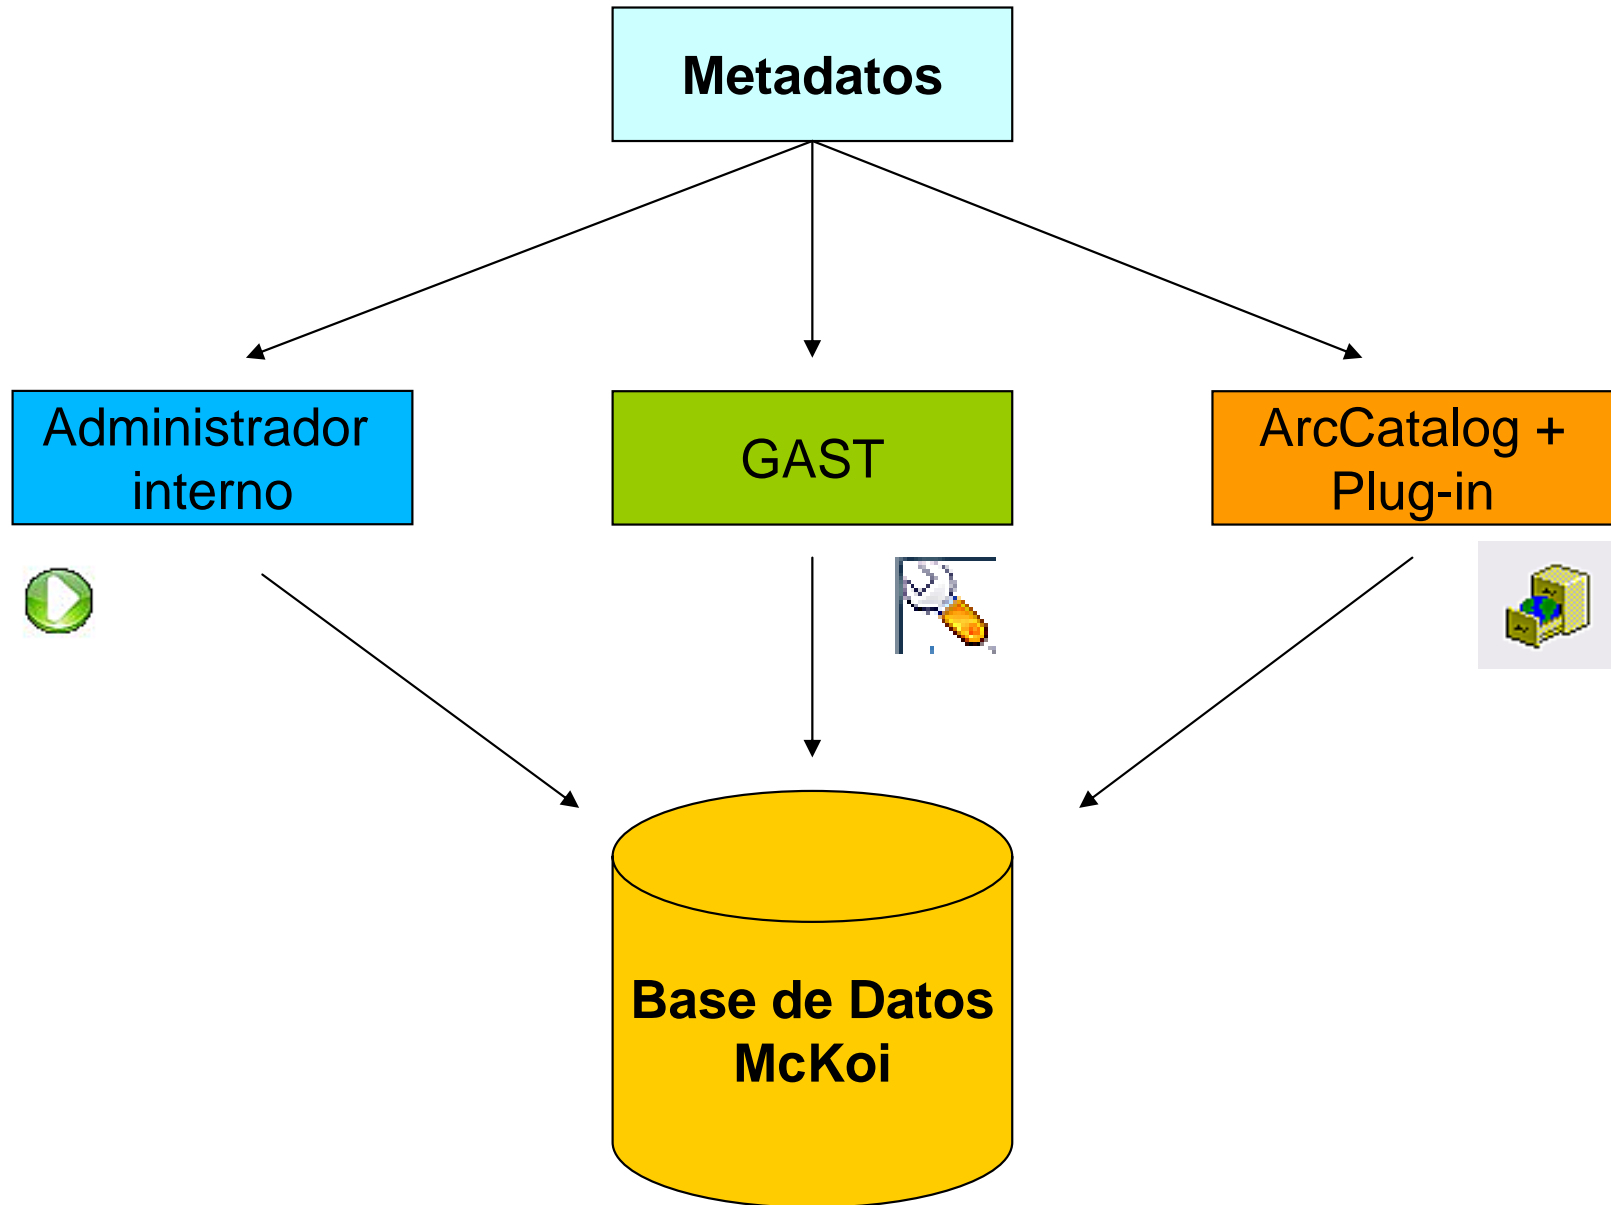 Metadatos
Administrador
interno
GAST
ArcCatalog +
Plug-in
Base de Datos
McKoi